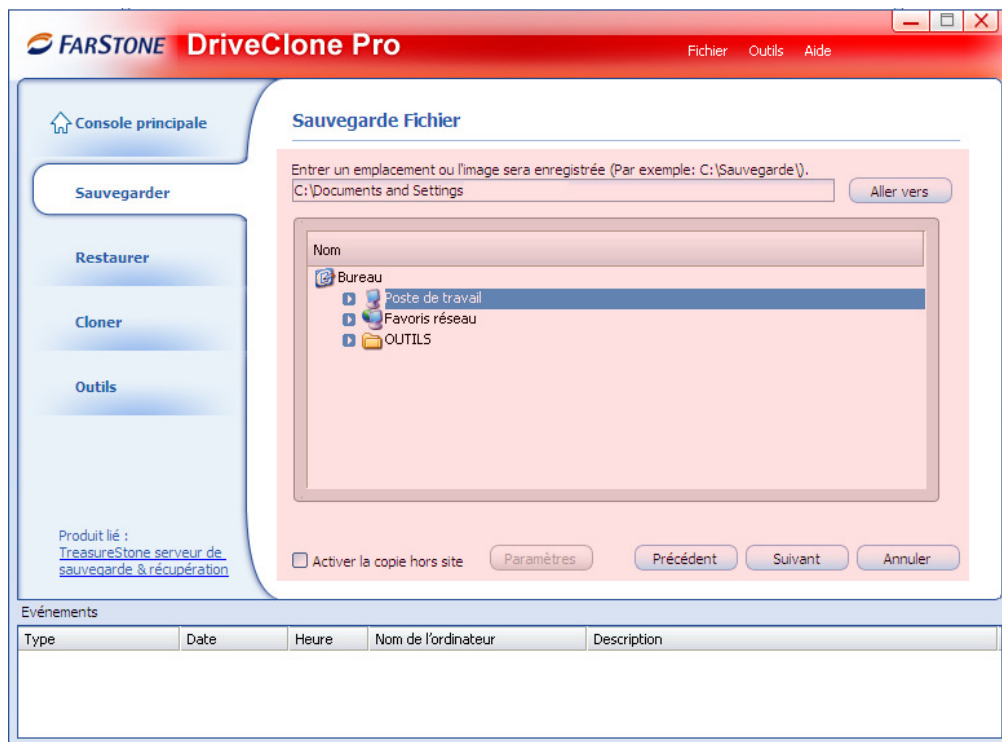 FARSTONE DriveClone Pro
Fichier Outils Aide
Console principale
Sauvegarder
Restaurer
Cloner
Outils
Produit lié :
TreasureStone serveur de
sauvegarde & récupération
Sauvegarde Fichier
Entrer un emplacement ou l'image sera enregistrée (Par exemple: C:\Sauvegarde\).
C:\Documents and Settings
Aller vers
Nom
Bureau
Poste de travail
Favoris réseau
OUTILS
Activer la copie hors site
Paramètres
Précédent
Suivant
Annuler
Evénements
Type Date Heure Nom de l'ordinateur Description